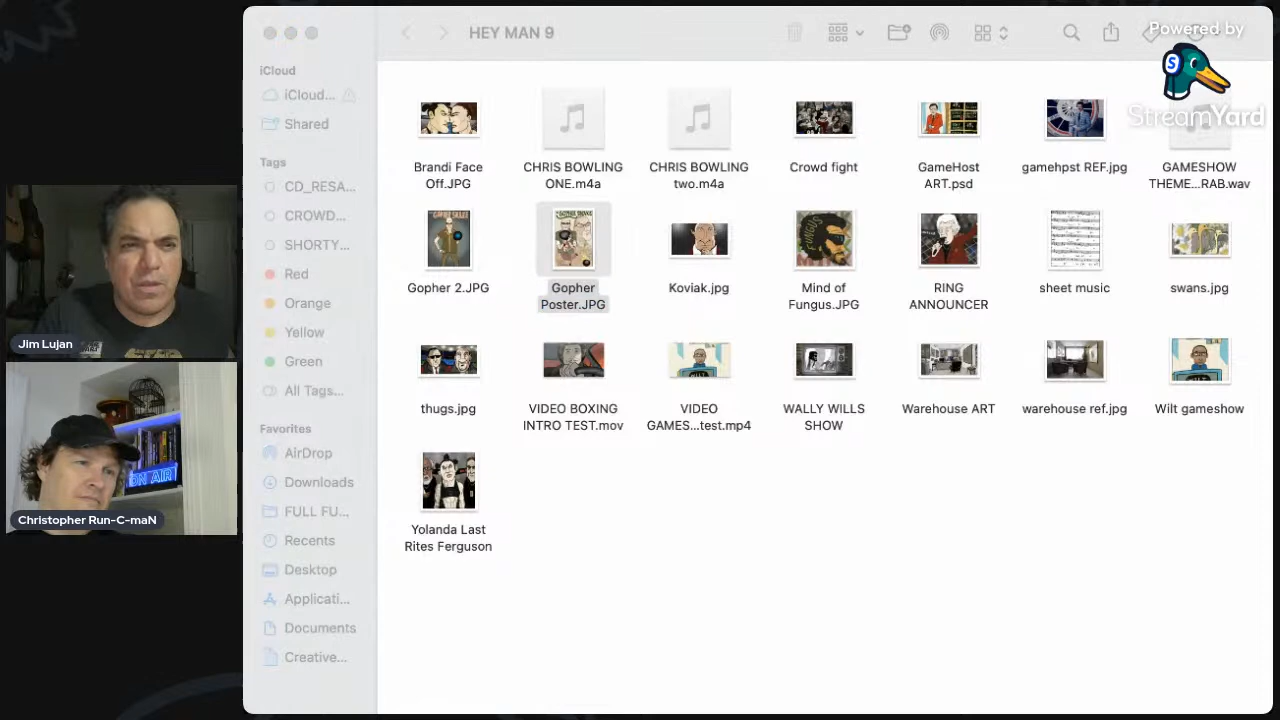 HEY MAN 9
Powered by
S
StreamYard
iCloud
iCloud...
Shared
Tags
CD_RESA...
CROWD...
SHORTY...
Red
Orange
Yellow
Green
All Tags...
Favorites
AirDrop
Downloads
FULL FU...
Recents
Desktop
Applicati...
Documents
Creative...
Brandi Face
Off.JPG
CHRIS BOWLING
ONE.m4a
CHRIS BOWLING
two.m4a
Crowd fight
GameHost
ART.psd
gamehpst REF.jpg
GAMESHOW
THEME...RAB.wav
Gopher 2.JPG
Gopher
Poster.JPG
Koviak.jpg
Mind of
Fungus.JPG
RING
ANNOUNCER
sheet music
swans.jpg
thugs.jpg
VIDEO BOXING
INTRO TEST.mov
VIDEO
GAMES...test.mp4
WALLY WILLS
SHOW
Warehouse ART
warehouse ref.jpg
Wilt gameshow
Yolanda Last
Rites Ferguson
Jim Lujan
ON AIR
Christopher Run-C-maN